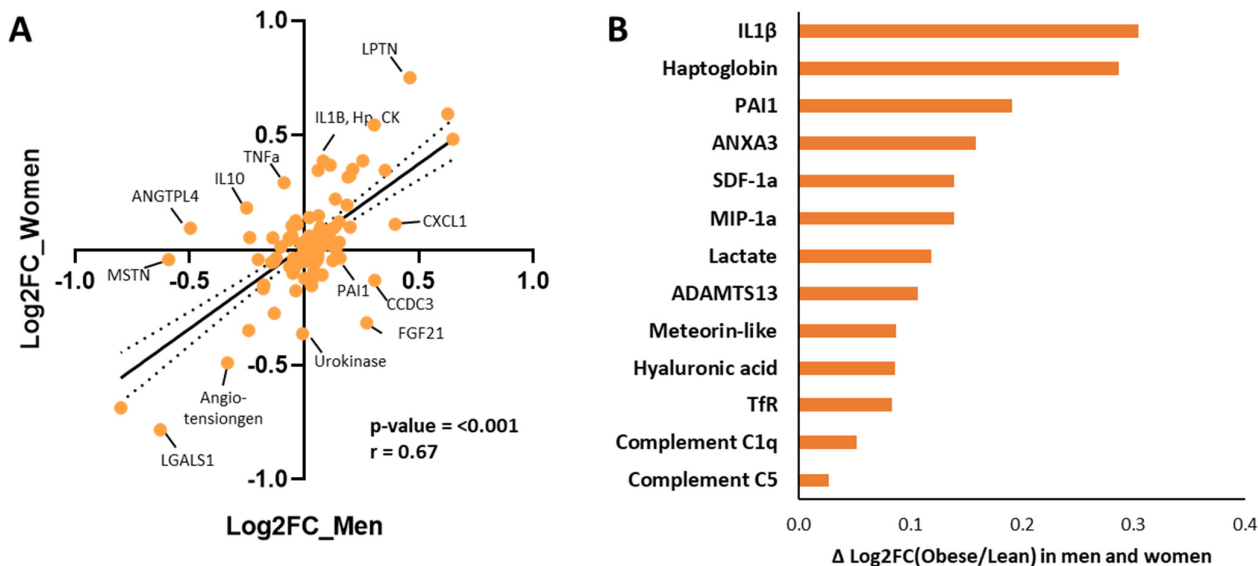 A
1.0
LPTN
IL1B, Hp, CK
0.5
TNFa
IL10
ANGTPL4
CXCL1
-1.0
-0.5
0.5
1.0
MSTN
PAI1
CCDC3
FGF21
Urokinase
-0.5
Angio-
tensiongen
LGALS1
p-value = <0.001
r = 0.67
-1.0
Log2FC_Women
Log2FC_Men
B
IL1β
Haptoglobin
PAI1
ANXA3
SDF-1a
MIP-1a
Lactate
ADAMTS13
Meteorin-like
Hyaluronic acid
TfR
Complement C1q
Complement C5
0.0
0.1
0.2
0.3
0.4
Δ Log2FC(Obese/Lean) in men and women